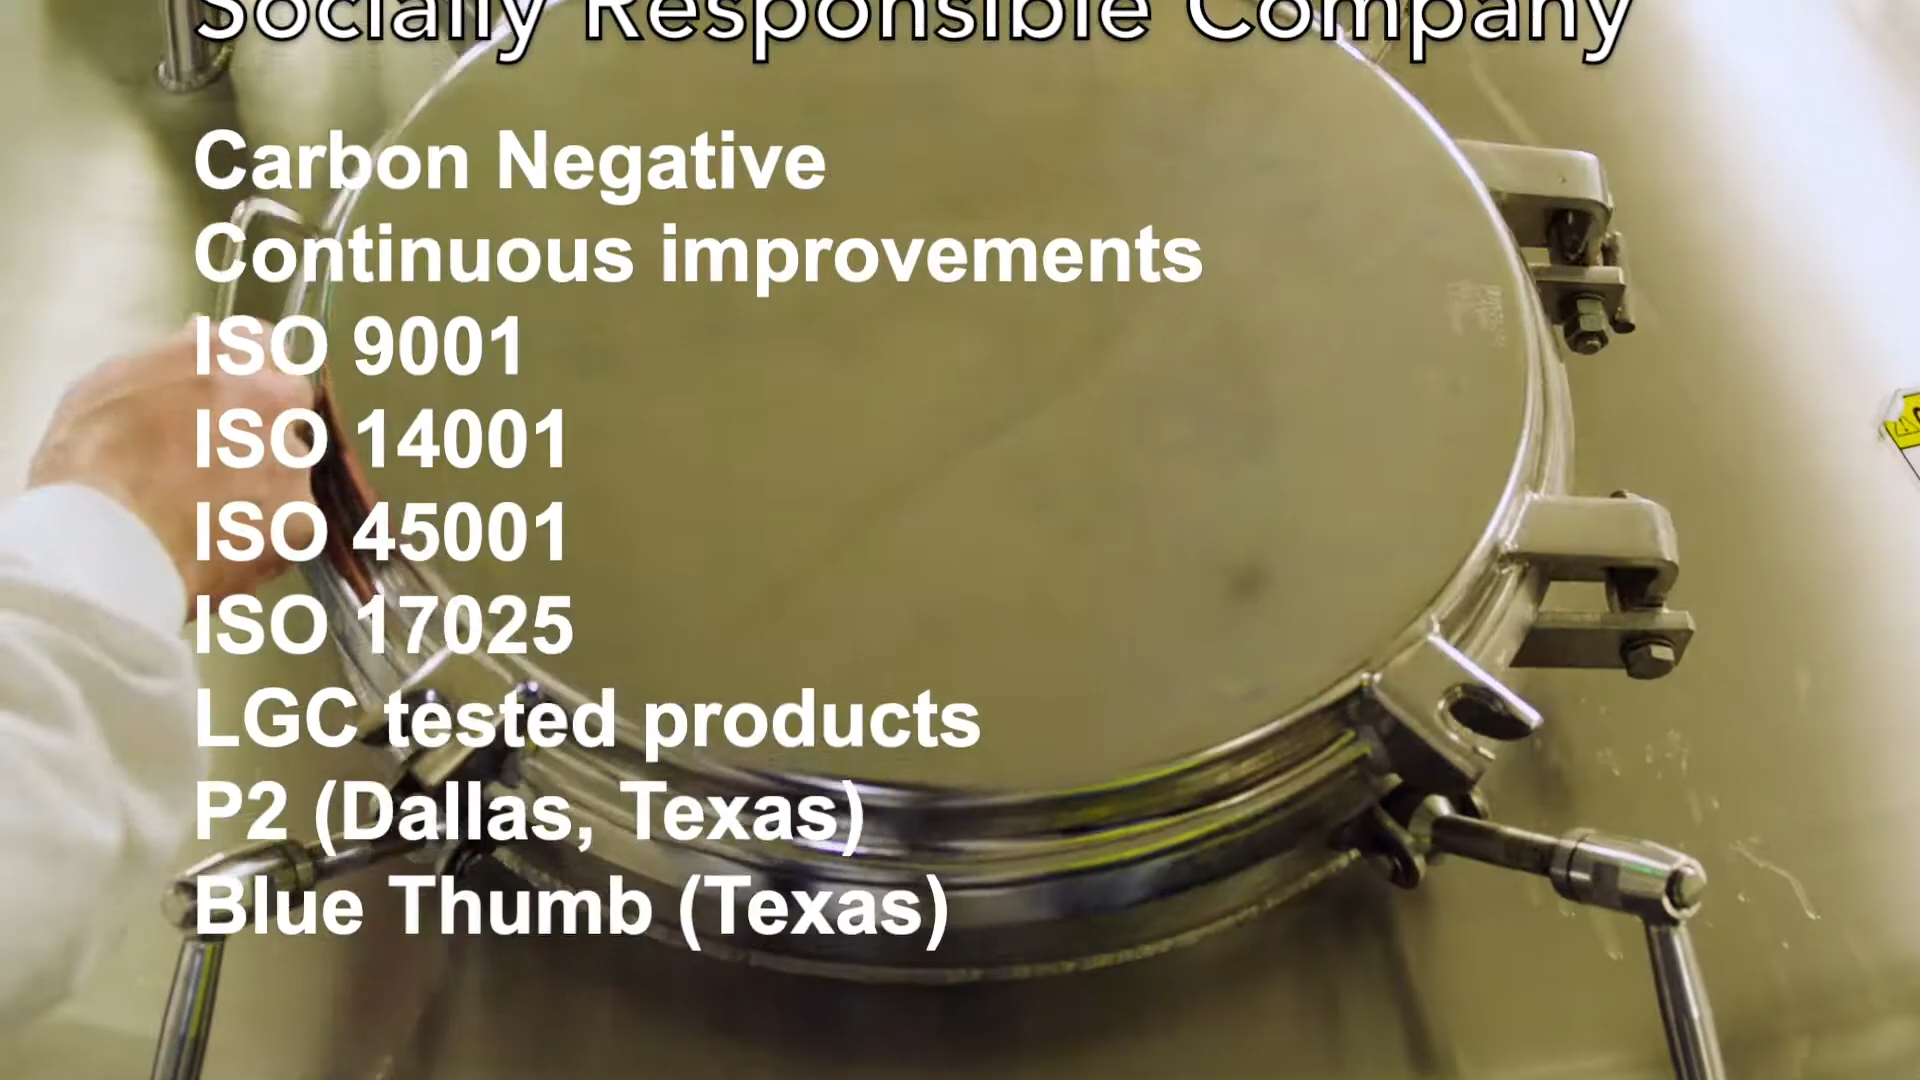 Socially Responsible Company
Carbon Negative
Continuous improvements
ISO 9001
ISO 14001
ISO 45001
ISO 17025
LGC tested products
P2 (Dallas, Texas)
Blue Thumb (Texas)